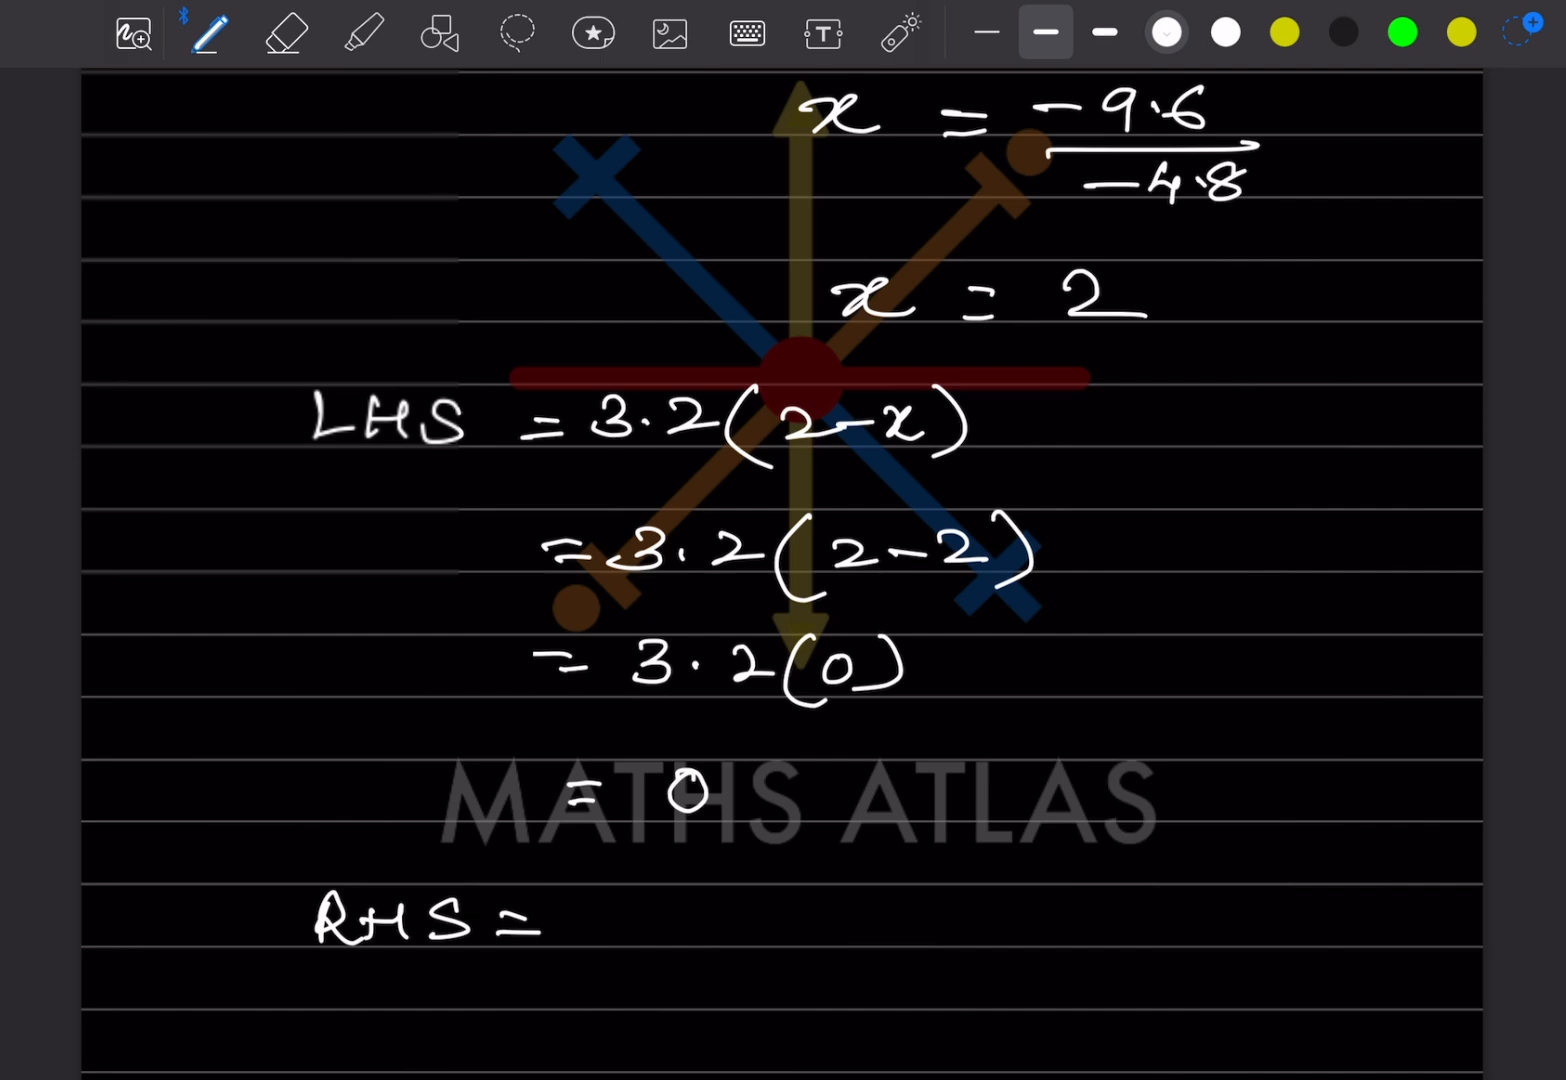 x = -9.6
-4.8
x = 2
LHS = 3.2(2-x)
= 3.2(2-2)
= 3.2(0)
= 0
MATHS ATLAS
RHS =